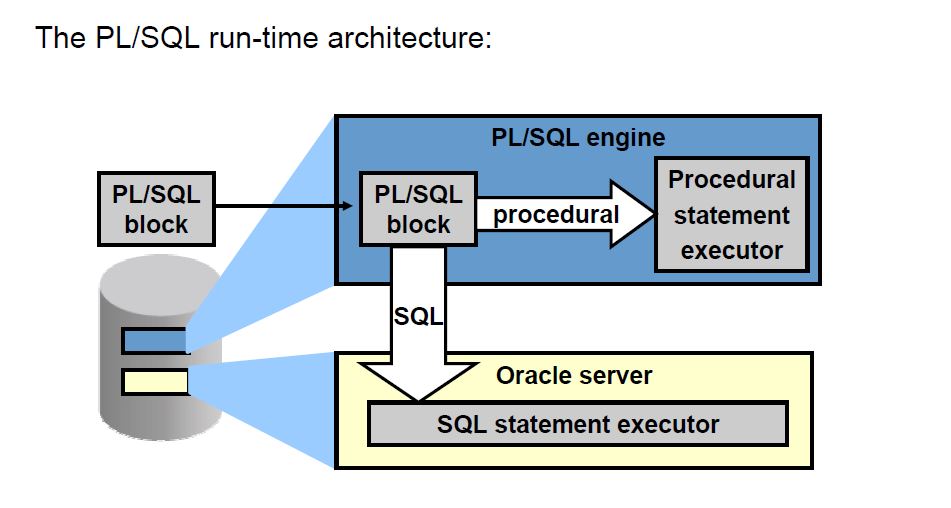 The PL/SQL run-time architecture:
PL/SQL engine
PL/SQL
block
PL/SQL
block
procedural
Procedural
statement
executor
SQL
Oracle server
SQL statement executor